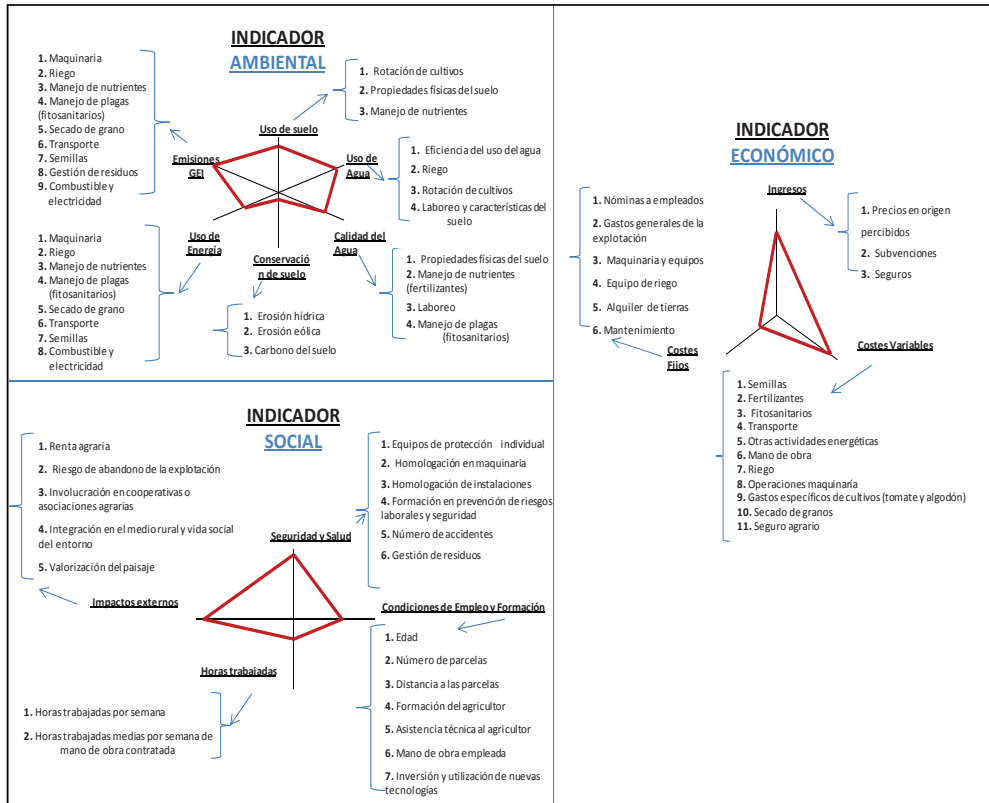 INDICADOR
AMBIENTAL
1. Maquinaria
2. Riego
3. Manejo de nutrientes
4. Manejo de plagas
(fitosanitarios)
5. Secado de grano
6. Transporte
7. Semillas
8. Gestión de residuos
9. Combustible y
electricidad
1. Rotación de cultivos
2. Propiedades físicas del suelo
3. Manejo de nutrientes
Uso de suelo
Emisiones
GEI
Uso de
Agua
1. Eficiencia del uso del agua
2. Riego
3. Rotación de cultivos
4. Laboreo y características del
suelo
Uso de
Energía
Conservació
n de suelo
Calidad del
Agua
1. Maquinaria
2. Riego
3. Manejo de nutrientes
4. Manejo de plagas
(fitosanitarios)
5. Secado de grano
6. Transporte
7. Semillas
8. Combustible y
electricidad
1. Erosión hídrica
2. Erosión eólica
3. Carbono del suelo
1. Propiedades físicas del suelo
2. Manejo de nutrientes
(fertilizantes)
3. Laboreo
4. Manejo de plagas
(fitosanitarios)
INDICADOR
ECONÓMICO
Ingresos
1. Nóminas a empleados
2. Gastos generales de la
explotación
3. Maquinaria y equipos
4. Equipo de riego
5. Alquiler de tierras
6. Mantenimiento
1. Precios en origen
percibidos
2. Subvenciones
3. Seguros
Costes
Fijos
Costes Variables
1. Semillas
2. Fertilizantes
3. Fitosanitarios
4. Transporte
5. Otras actividades energéticas
6. Mano de obra
7. Riego
8. Operaciones maquinaría
9. Gastos específicos de cultivos (tomate y algodón)
10. Secado de granos
11. Seguro agrario
INDICADOR
SOCIAL
1. Renta agraria
2. Riesgo de abandono de la explotación
3. Involucración en cooperativas o
asociaciones agrarias
4. Integración en el medio rural y vida social
del entorno
5. Valorización del paisaje
1. Equipos de protección individual
2. Homologación en maquinaria
3. Homologación de instalaciones
4. Formación en prevención de riesgos
laborales y seguridad
5. Número de accidentes
6. Gestión de residuos
Seguridad y Salud
Impactos externos
Condiciones de Empleo y Formación
Horas trabajadas
1. Horas trabajadas por semana
2. Horas trabajadas medias por semana de
mano de obra contratada
1. Edad
2. Número de parcelas
3. Distancia a las parcelas
4. Formación del agricultor
5. Asistencia técnica al agricultor
6. Mano de obra empleada
7. Inversión y utilización de nuevas
tecnologías